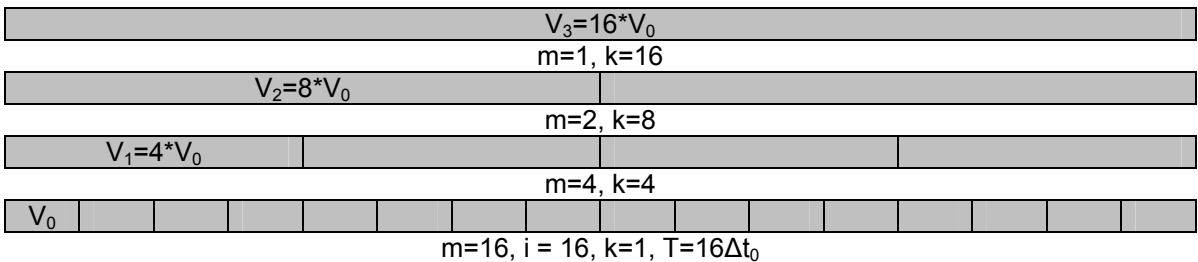 V₃=16*V₀
m=1, k=16
V₂=8*V₀
m=2, k=8
V₁=4*V₀
m=4, k=4
V₀
m=16, i = 16, k=1, T=16Δt₀